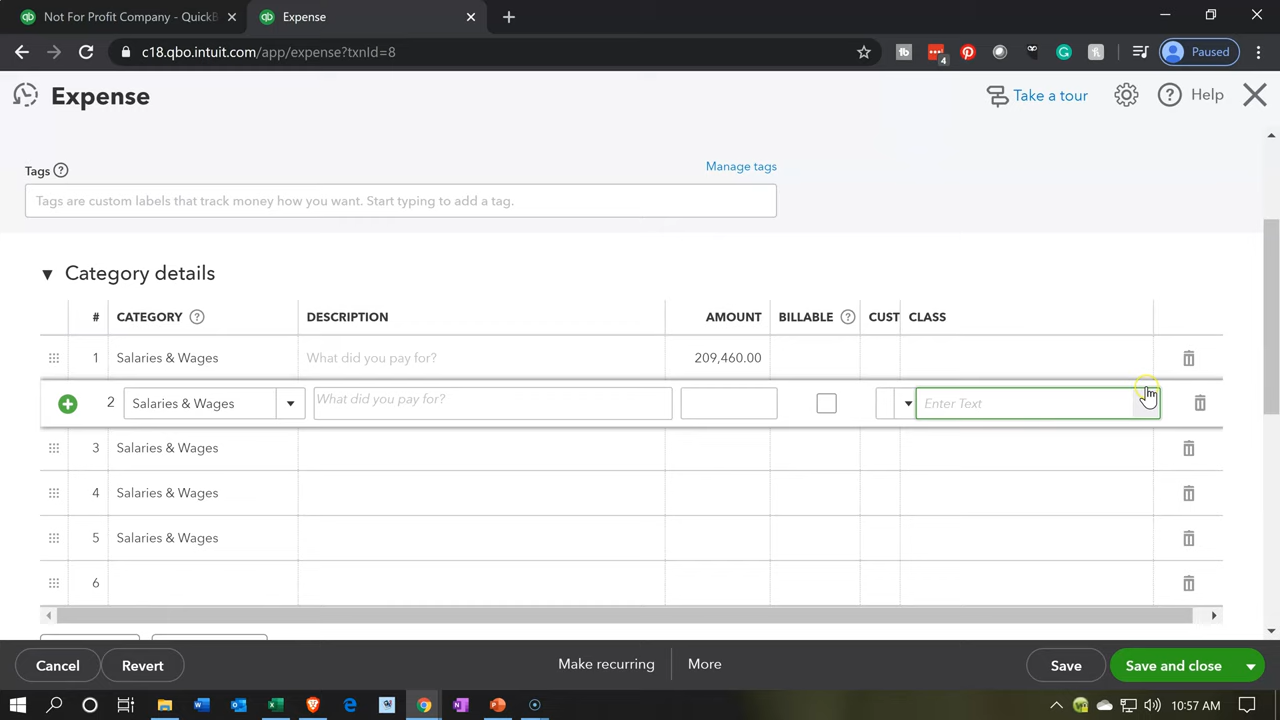 Not For Profit Company - QuickB
Expense
c18.qbo.intuit.com/app/expense?txnId=8
4
Paused
Expense
Take a tour
Help
Tags
Manage tags
Tags are custom labels that track money how you want. Start typing to add a tag.
Category details
# CATEGORY DESCRIPTION AMOUNT BILLABLE CUST CLASS
1 Salaries & Wages What did you pay for? 209,460.00
2 Salaries & Wages What did you pay for? Enter Text
3 Salaries & Wages
4 Salaries & Wages
5 Salaries & Wages
6
Cancel Revert Make recurring More Save Save and close
10:57 AM